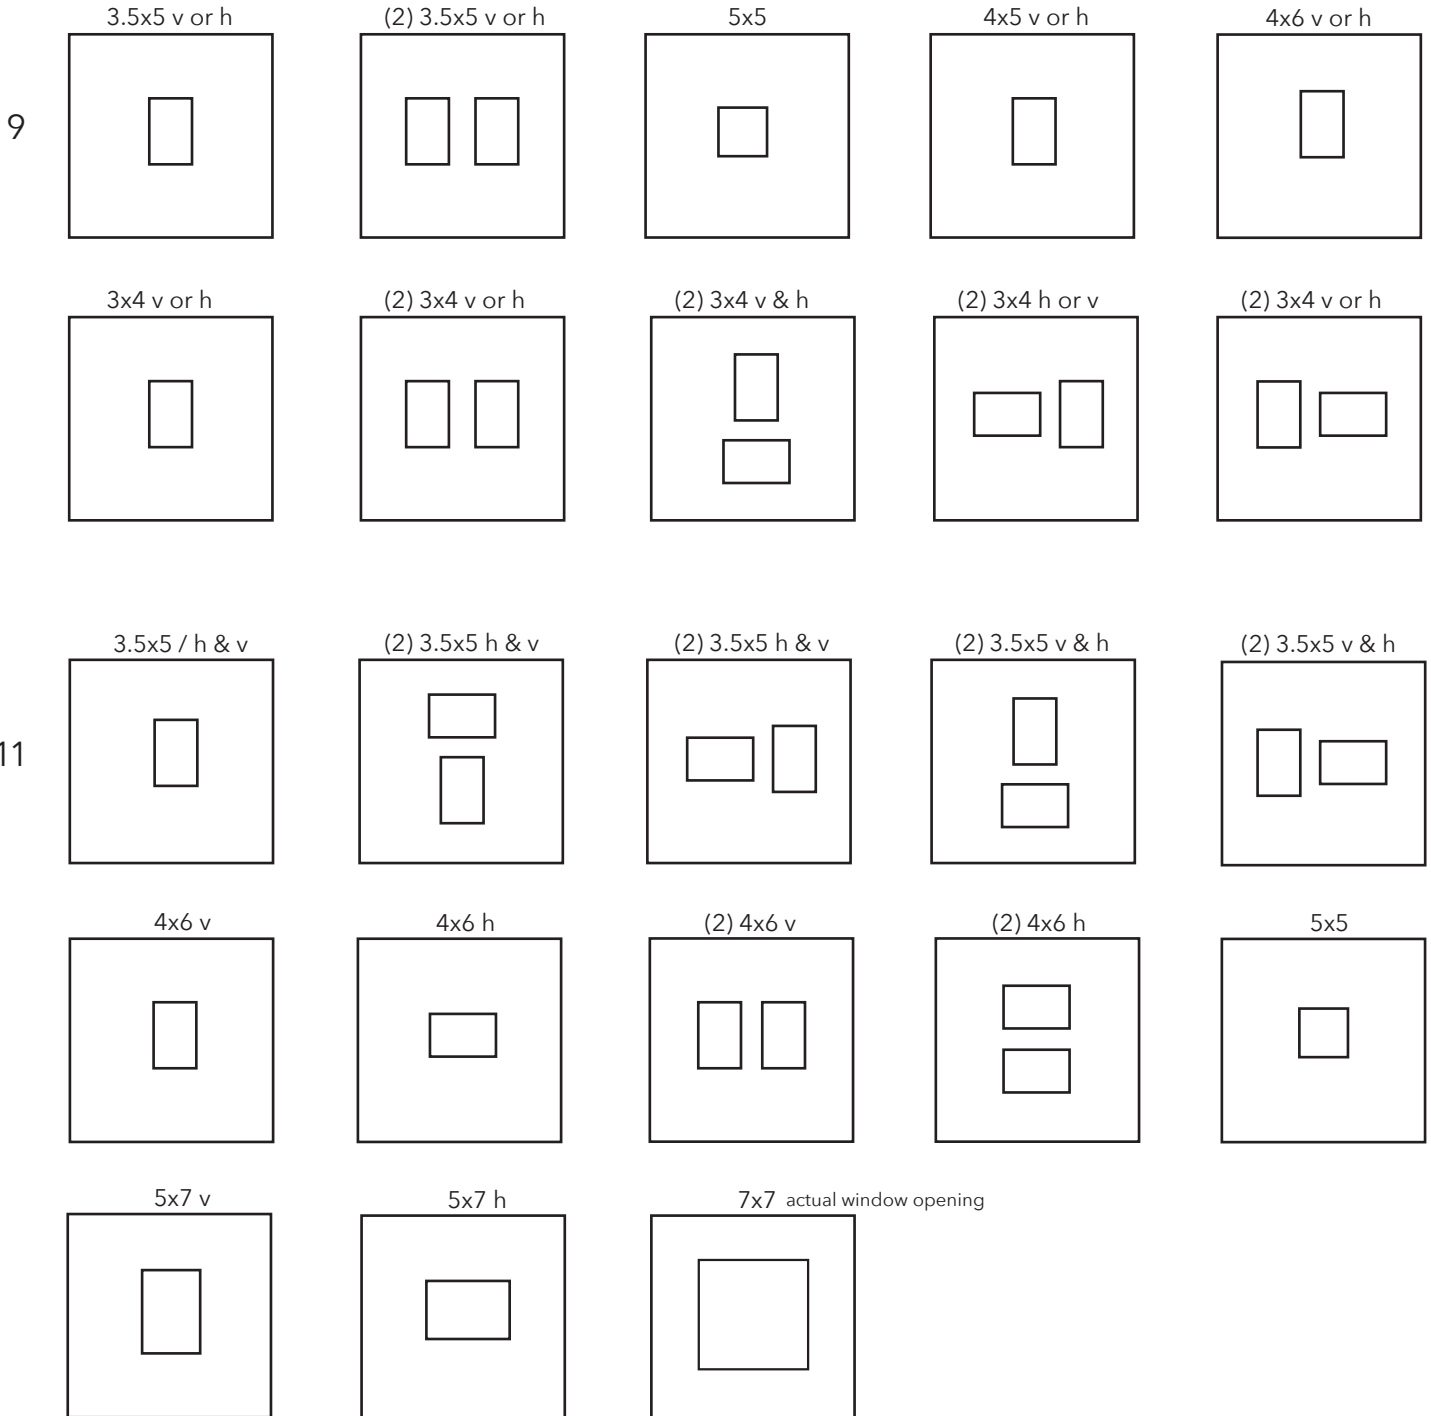 3.5x5 v or h
(2) 3.5x5 v or h
5x5
4x5 v or h
4x6 v or h
9
3x4 v or h
(2) 3x4 v or h
(2) 3x4 v & h
(2) 3x4 h or v
(2) 3x4 v or h
3.5x5 / h & v
(2) 3.5x5 h & v
(2) 3.5x5 h & v
(2) 3.5x5 v & h
(2) 3.5x5 v & h
11
4x6 v
4x6 h
(2) 4x6 v
(2) 4x6 h
5x5
5x7 v
5x7 h
7x7 actual window opening